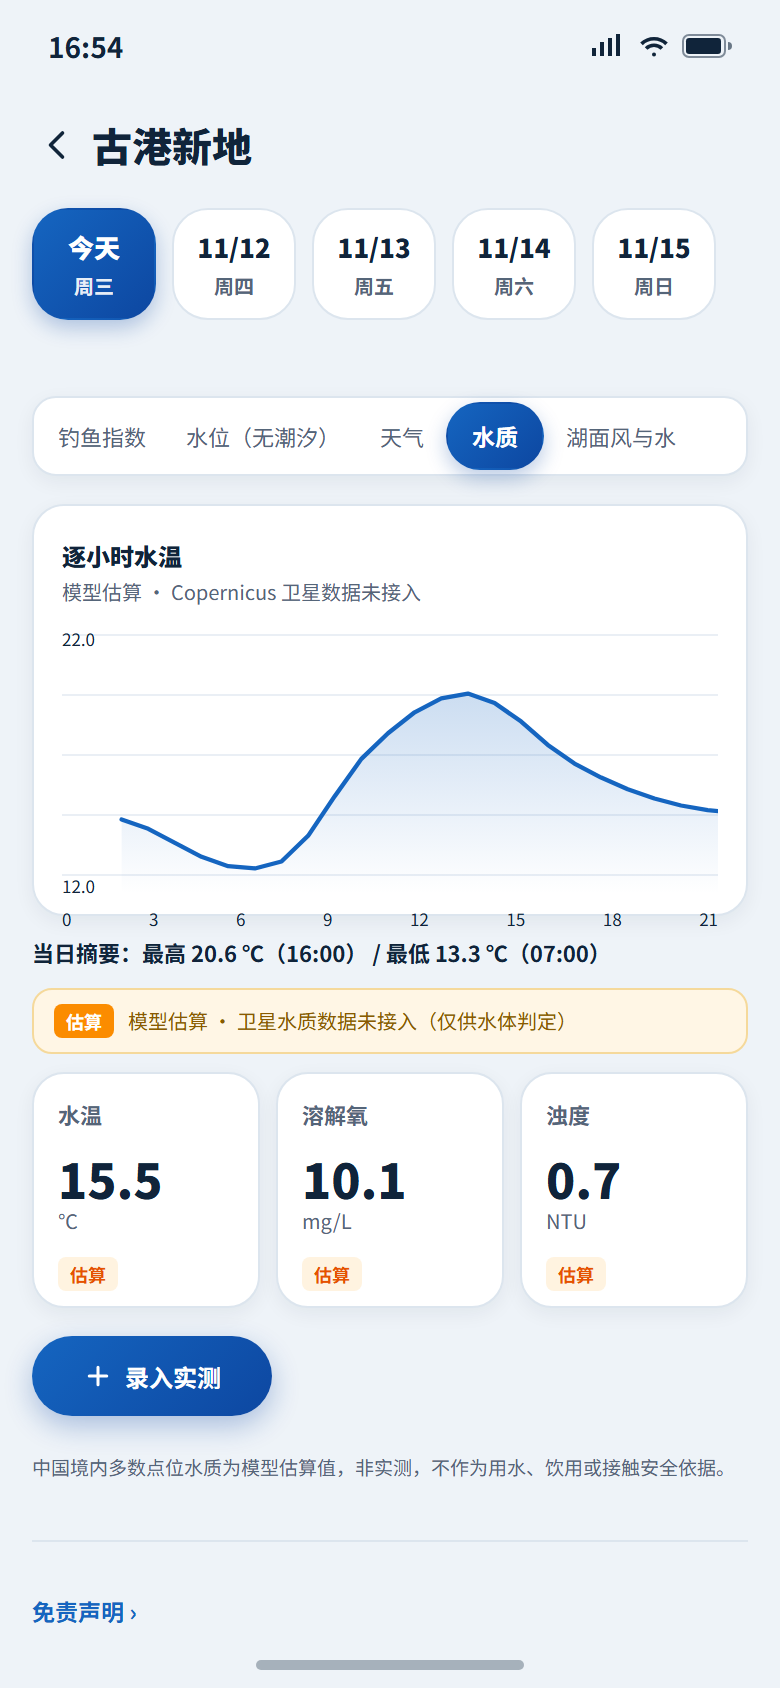 16:54
古港新地
今天 11/12 11/13 11/14 11/15
周三 周四 周五 周六 周日
钓鱼指数 水位（无潮汐） 天气 水质 湖面风与水
逐小时水温
模型估算 · Copernicus 卫星数据未接入
22.0
12.0
0 3 6 9 12 15 18 21
当日摘要：最高 20.6 ℃（16:00） / 最低 13.3 ℃（07:00）
估算 模型估算 · 卫星水质数据未接入（仅供水体判定）
水温 溶解氧 浊度
15.5 10.1 0.7
℃ mg/L NTU
估算 估算 估算
录入实测
中国境内多数点位水质为模型估算值，非实测，不作为用水、饮用或接触安全依据。
免责声明 ›